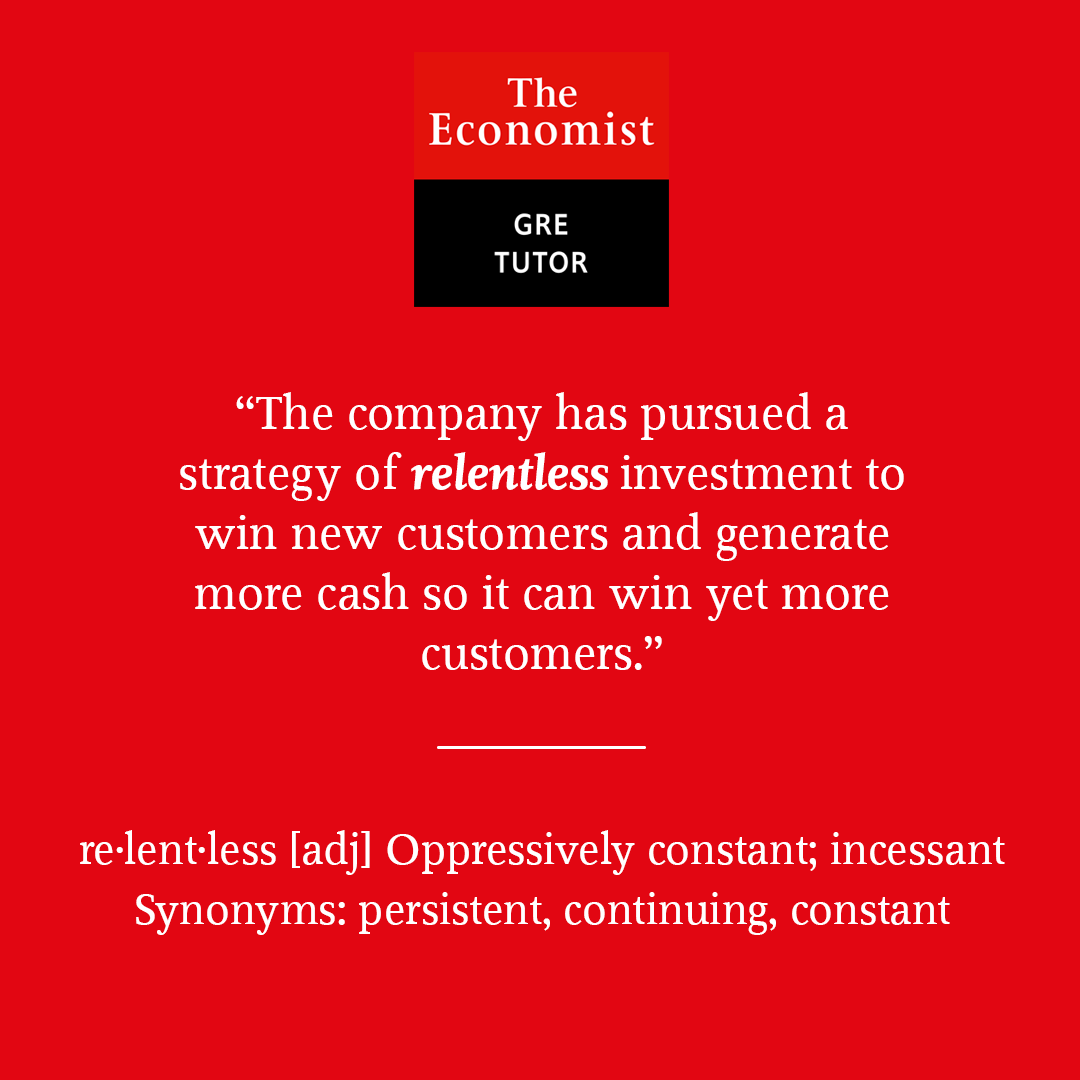 The
Economist
GRE
TUTOR
“The company has pursued a
strategy of relentless investment to
win new customers and generate
more cash so it can win yet more
customers.”
re·lent·less [adj] Oppressively constant; incessant
Synonyms: persistent, continuing, constant